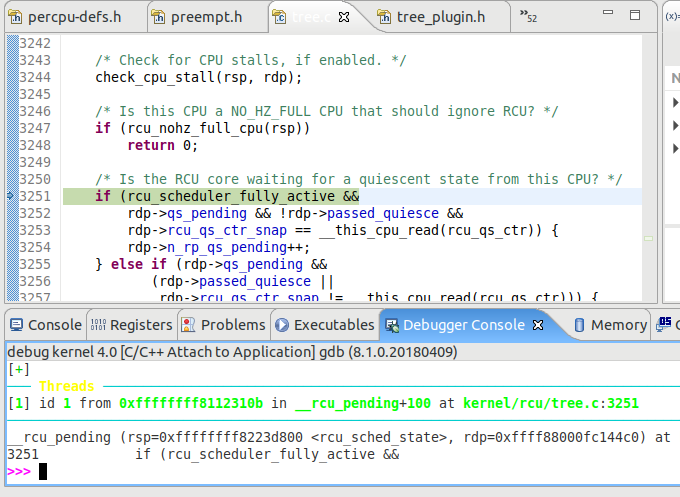 percpu-defs.h preempt.h tree.c tree_plugin.h »52
3242
3243 /* Check for CPU stalls, if enabled. */
3244 check_cpu_stall(rsp, rdp);
3245
3246 /* Is this CPU a NO_HZ_FULL CPU that should ignore RCU? */
3247 if (rcu_nohz_full_cpu(rsp))
3248 return 0;
3249
3250 /* Is the RCU core waiting for a quiescent state from this CPU? */
3251 if (rcu_scheduler_fully_active &&
3252 rdp->qs_pending && !rdp->passed_quiesce &&
3253 rdp->rcu_qs_ctr_snap == __this_cpu_read(rcu_qs_ctr)) {
3254 rdp->n_rp_qs_pending++;
3255 } else if (rdp->qs_pending &&
3256 (rdp->passed_quiesce ||
3257 rdp->rcu_qs_ctr_snap != __this_cpu_read(rcu_qs_ctr))) {
(x)=
N
Console Registers Problems Executables Debugger Console Memory
debug kernel 4.0 [C/C++ Attach to Application] gdb (8.1.0.20180409)
[+]
Threads
[1] id 1 from 0xffffffff8112310b in __rcu_pending+100 at kernel/rcu/tree.c:3251
__rcu_pending (rsp=0xffffffff8223d800 <rcu_sched_state>, rdp=0xffff88000fc144c0) at
3251 if (rcu_scheduler_fully_active &&
>>>